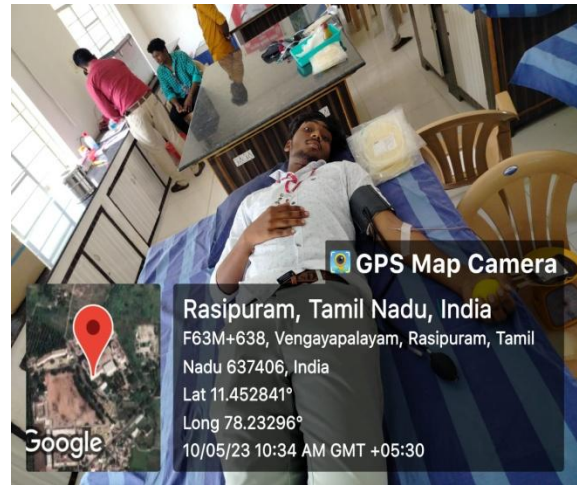 GPS Map Camera
Rasipuram, Tamil Nadu, India
F63M+638, Vengayapalayam, Rasipuram, Tamil
Nadu 637406, India
Lat 11.452841°
Long 78.23296°
10/05/23 10:34 AM GMT +05:30
Google